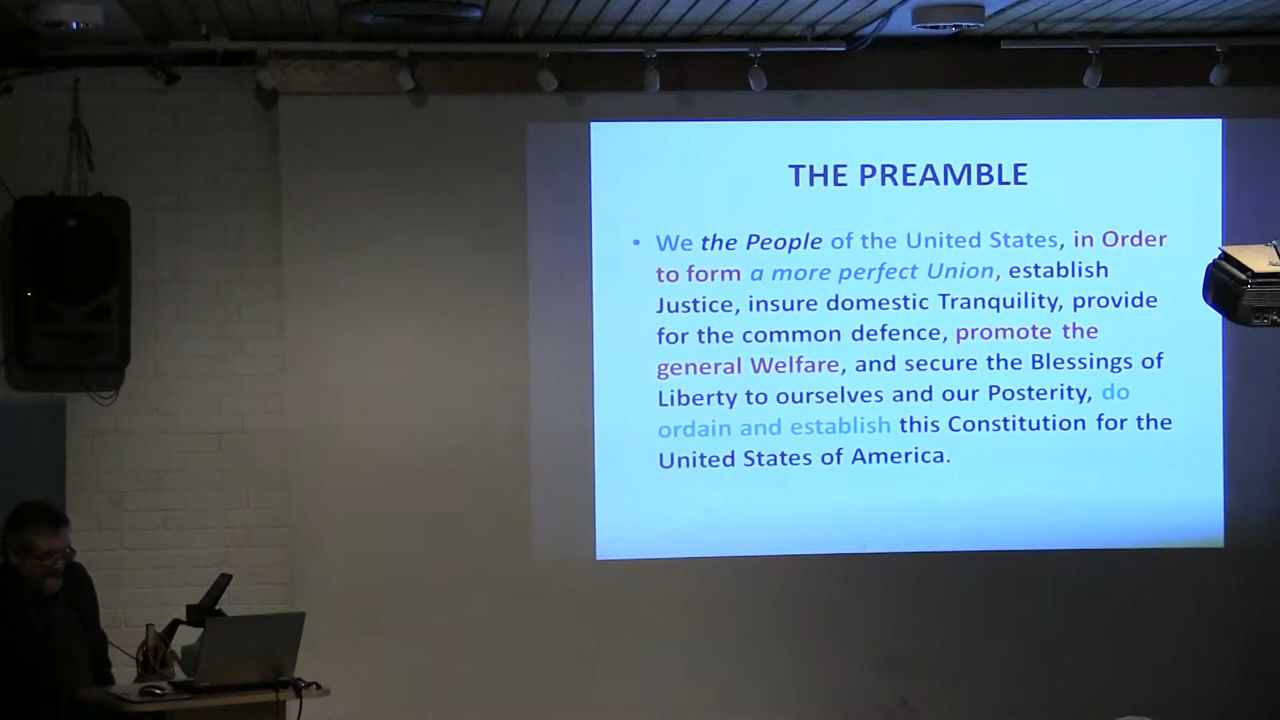 THE PREAMBLE
• We the People of the United States, in Order
to form a more perfect Union, establish
Justice, insure domestic Tranquility, provide
for the common defence, promote the
general Welfare, and secure the Blessings of
Liberty to ourselves and our Posterity, do
ordain and establish this Constitution for the
United States of America.